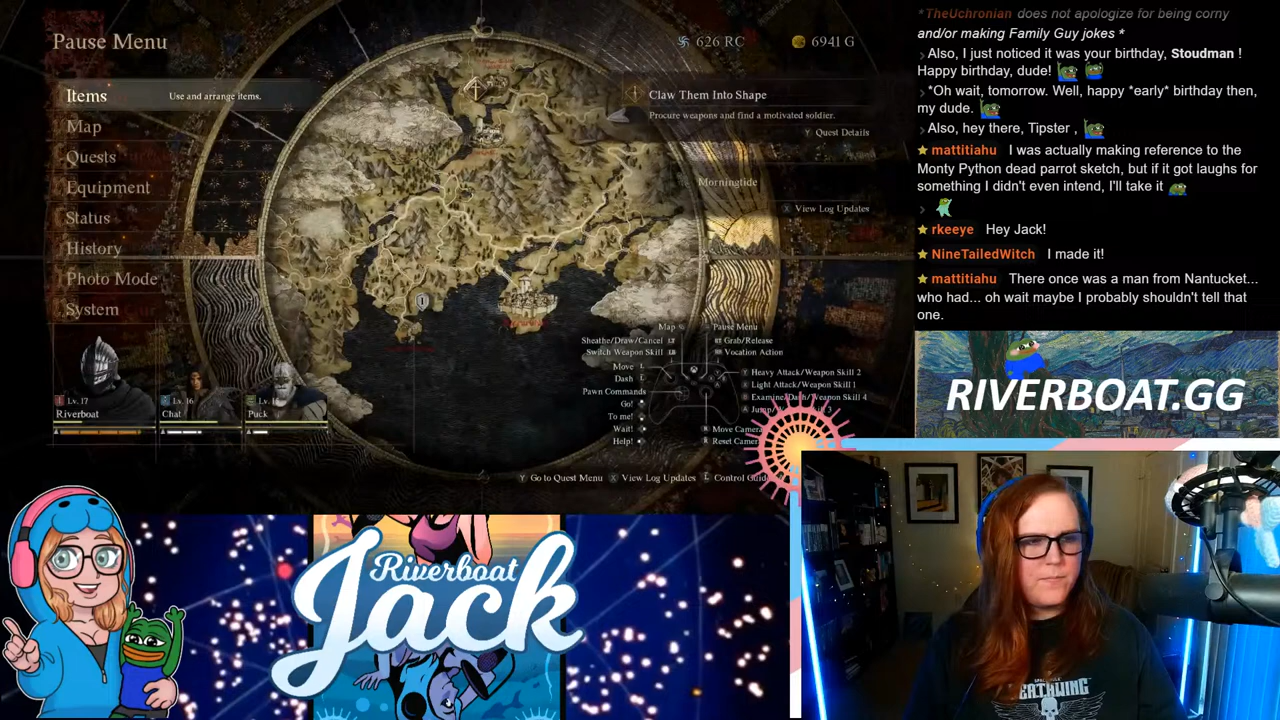 Pause Menu
626 RC
6941 G
Items
Use and arrange items.
Map
Quests
Equipment
Status
History
Photo Mode
System
Claw Them Into Shape
Procure weapons and find a motivated soldier.
Y Quest Details
Morningtide
X View Log Updates
1
Lv. 17
Riverboat
Lv. 16
Chat
Lv.
Puck
Map
Pause Menu
Sheathe/Draw/Cancel
Grab/Release
Switch Weapon Skill
Vocation Action
Move
Dash
Pawn Commands
Go!
To me!
Wait!
Help!
Heavy Attack/Weapon Skill 2
Light Attack/Weapon Skill 1
Examine/Dash/Weapon Skill 4
Move Camera
Reset Camera
Y Go to Quest Menu
X View Log Updates
L Control Guide
*TheUchronian does not apologize for being corny
and/or making Family Guy jokes *
Also, I just noticed it was your birthday, Stoudman !
Happy birthday, dude!
*Oh wait, tomorrow. Well, happy *early* birthday then,
my dude.
Also, hey there, Tipster ,
mattitiahu I was actually making reference to the
Monty Python dead parrot sketch, but if it got laughs for
something I didn't even intend, I'll take it
rkeeye Hey Jack!
NineTailedWitch I made it!
mattitiahu There once was a man from Nantucket...
who had... oh wait maybe I probably shouldn't tell that
one.
RIVERBOAT.GG
Riverboat
Jack